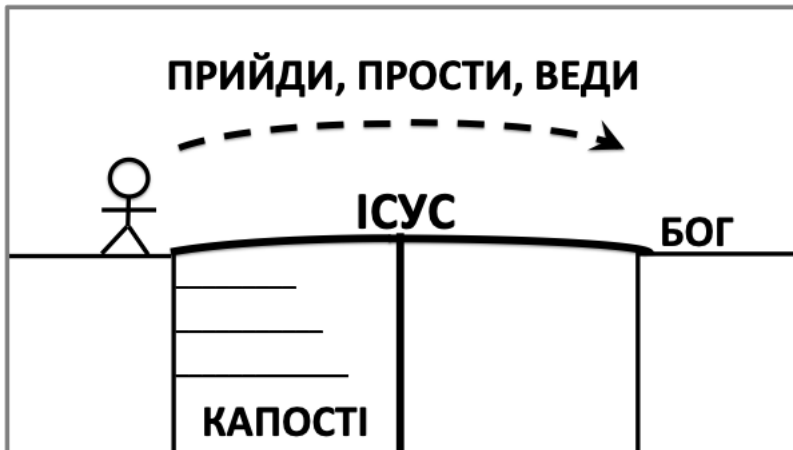 ПРИЙДИ, ПРОСТИ, ВЕДИ
ІСУС
БОГ
КАПОСТІ